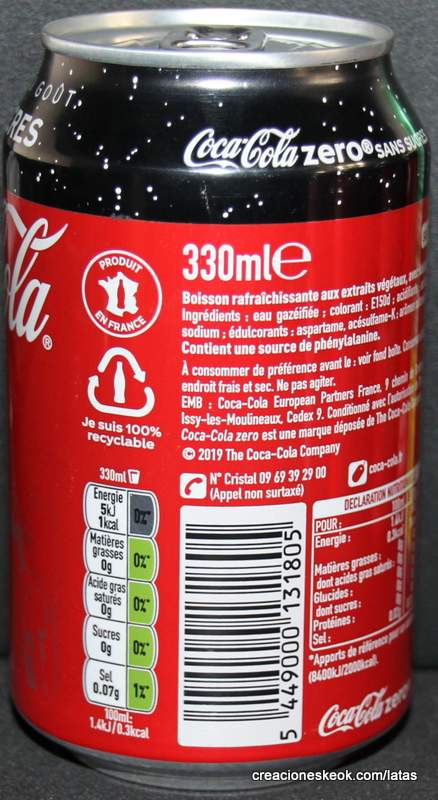 GOÛT,
RES
Coca-Cola zero® SANS SUCRES
la®
PRODUIT
EN FRANCE
330ml e
Boisson rafraîchissante aux extraits végétaux, avec
Ingrédients : eau gazéifiée ; colorant : E150d ; acidifiants
sodium ; édulcorants : aspartame, acésulfame-K ; arômes
Contient une source de phénylalanine.
À consommer de préférence avant le : voir fond boîte.
endroit frais et sec. Ne pas agiter.
EMB : Coca-Cola European Partners France, 9 chemin de
Issy-les-Moulineaux, Cedex 9. Conditionné avec l'autorisation
Coca-Cola zero est une marque déposée de The Coca-Cola
© 2019 The Coca-Cola Company
Je suis 100%
recyclable
N° Cristal 09 69 39 29 00
(Appel non surtaxé)
coca-cola.fr
330ml
Energie
5kJ
1kcal
0%*
Matières
grasses
0g
0%*
Acide gras
saturés
0g
0%*
Sucres
0g
0%*
Sel
0.07g
1%*
100ml:
1.4kJ/0.3kcal
5 449000 131805
DECLARATION
POUR :
Energie :
Matières grasses :
dont acides gras saturés:
Glucides :
dont sucres:
Protéines :
Sel :
*Apports de référence pour
(8400kJ/2000kcal).
Coca-Cola zero
creacioneskeok.com/latas